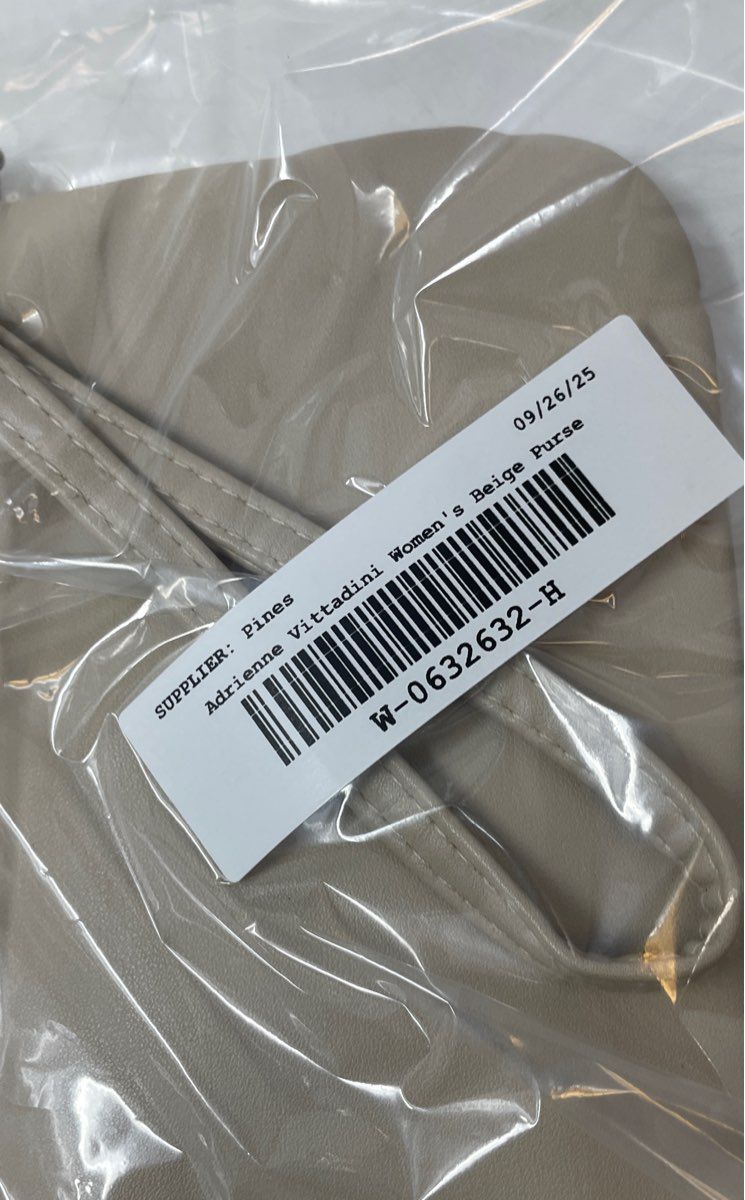 09/26/25
SUPPLIER: Pines
Adrienne Vittadini Women's Beige Purse
W-0632632-H